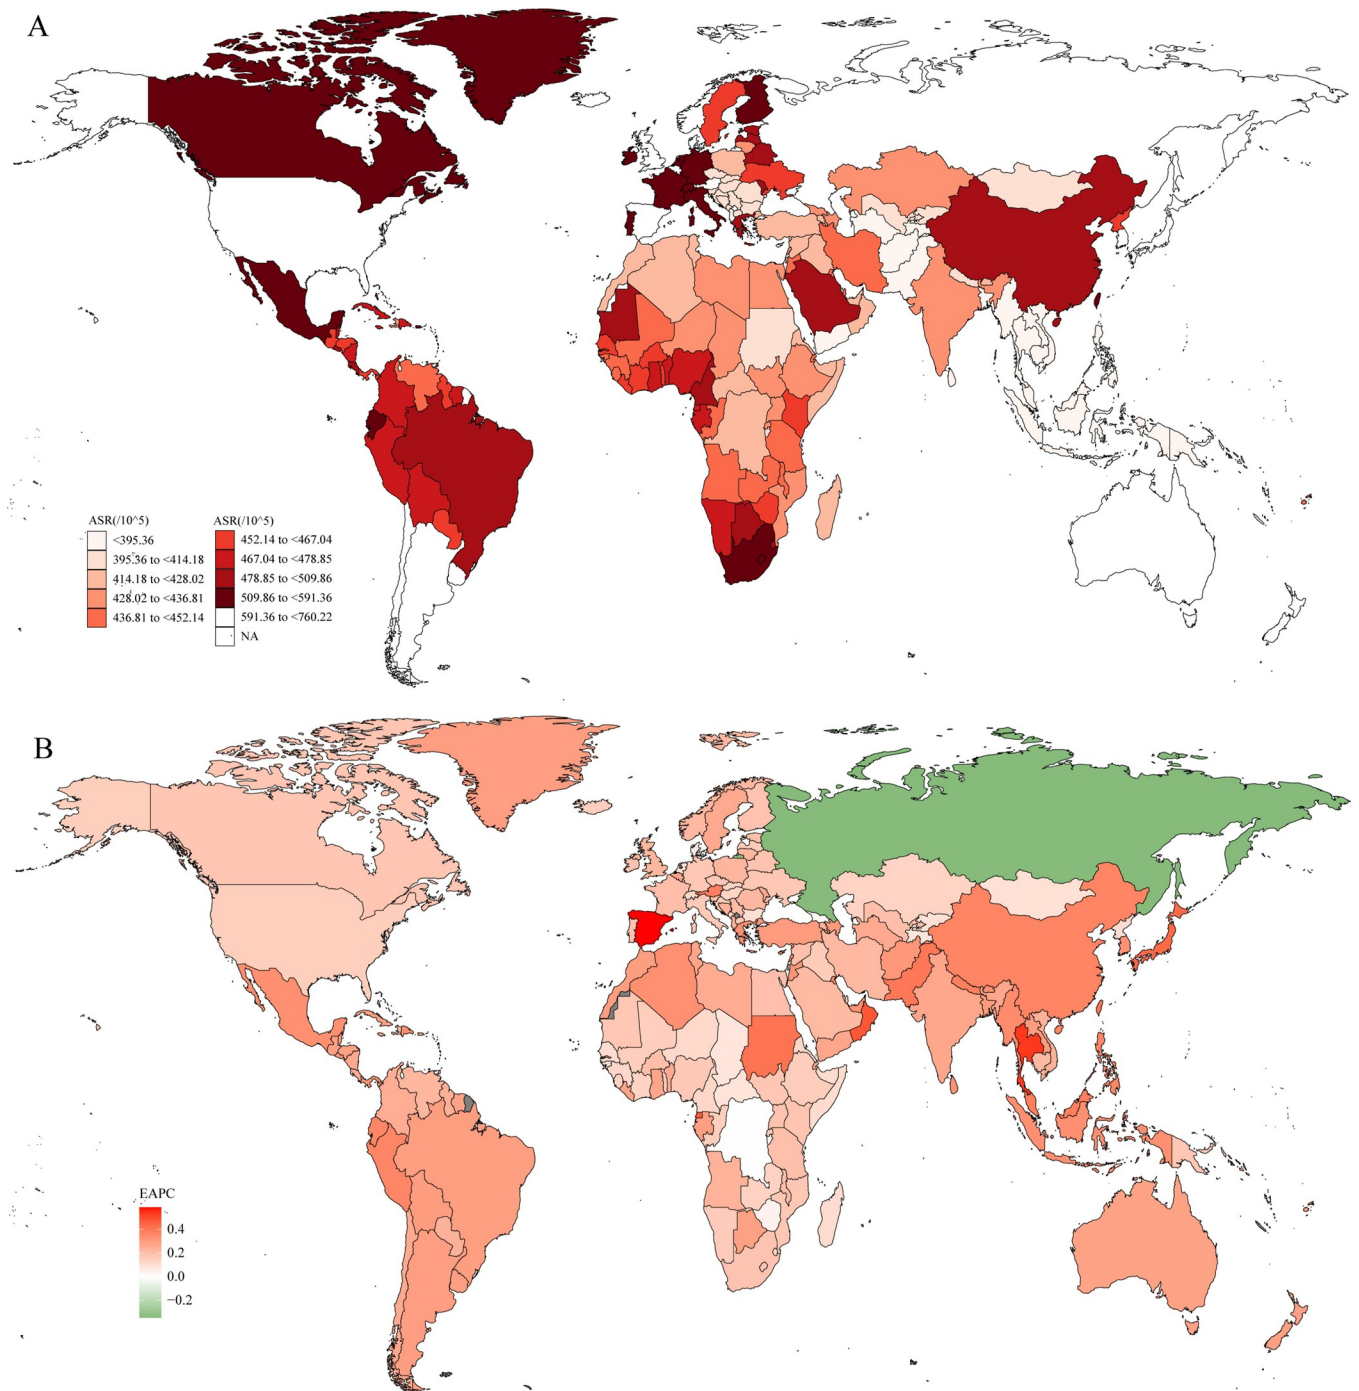 A
ASR(/10^5)
<395.36
395.36 to <414.18
414.18 to <428.02
428.02 to <436.81
436.81 to <452.14
ASR(/10^5)
452.14 to <467.04
467.04 to <478.85
478.85 to <509.86
509.86 to <591.36
591.36 to <760.22
NA
B
EAPC
0.4
0.2
0.0
−0.2